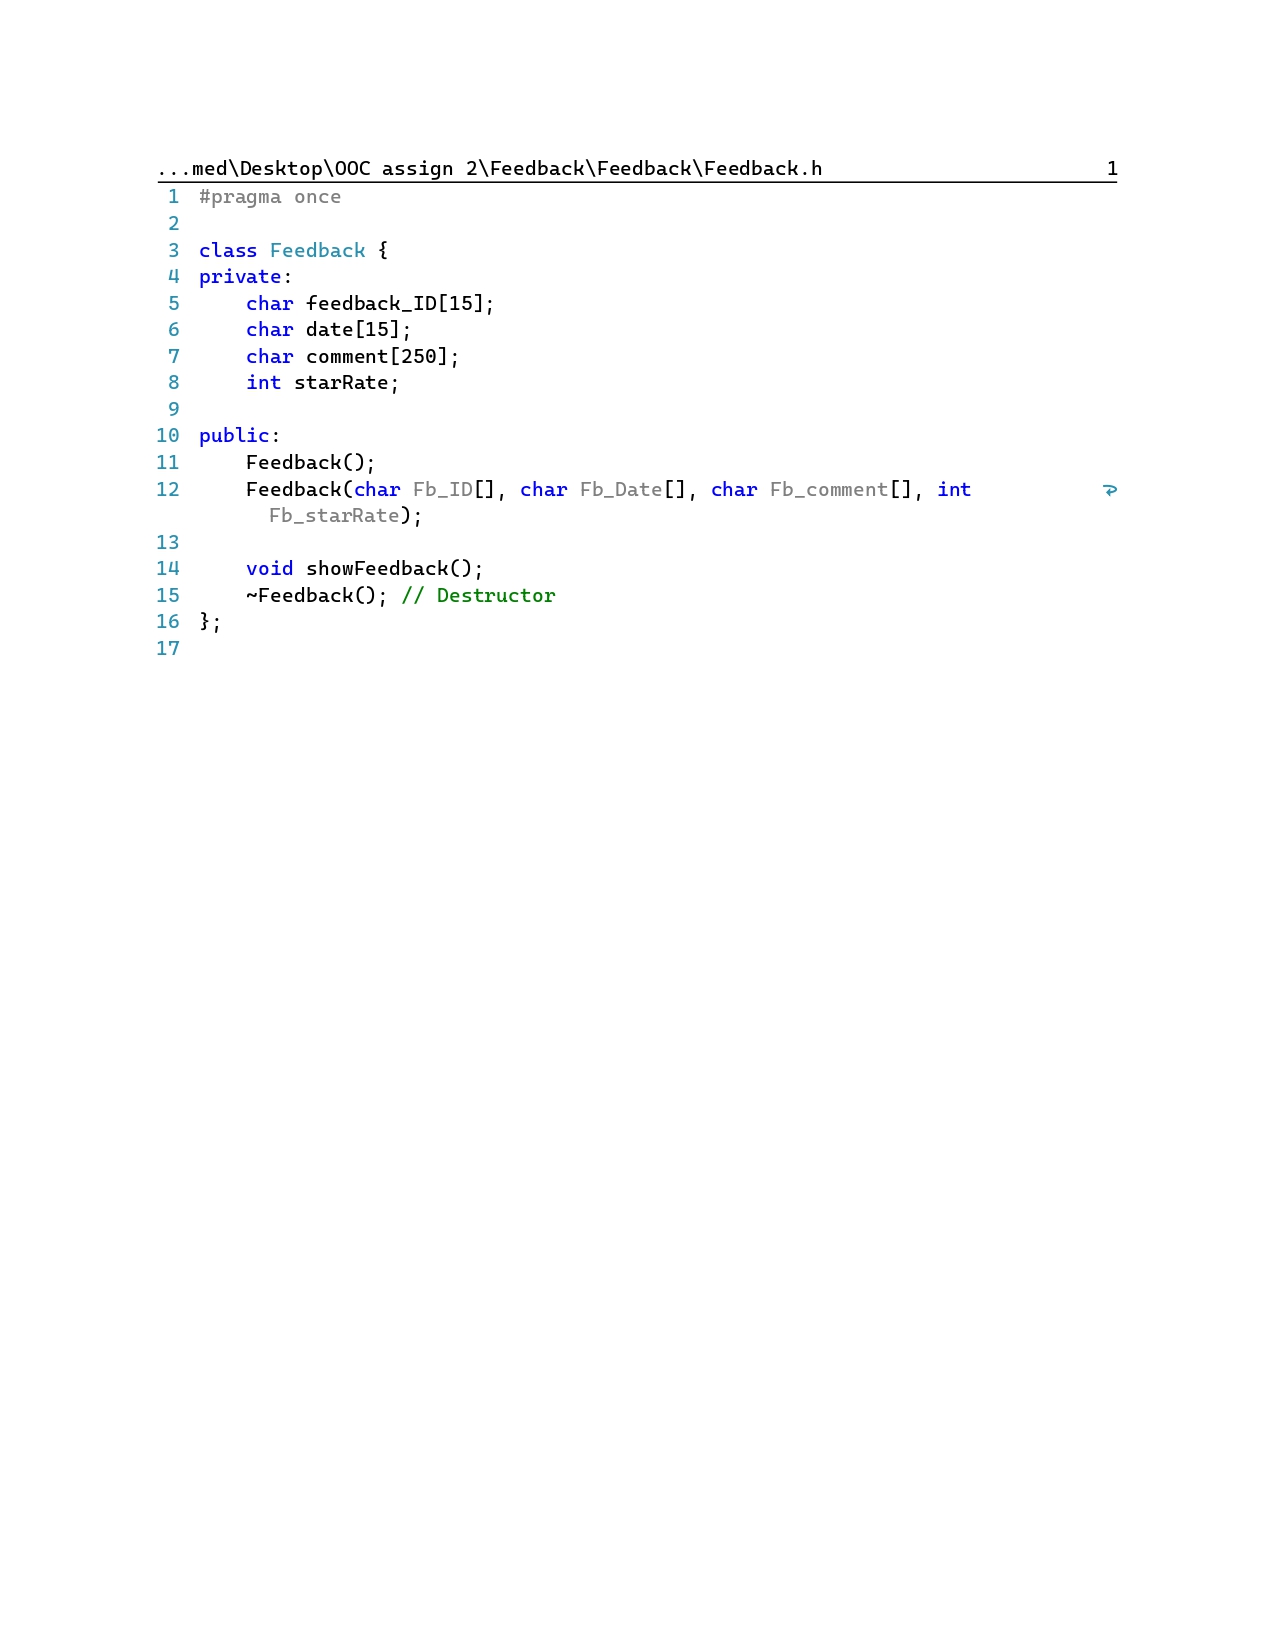 ...med\Desktop\OOC assign 2\Feedback\Feedback\Feedback.h 1
1 #pragma once
2
3 class Feedback {
4 private:
5     char feedback_ID[15];
6     char date[15];
7     char comment[250];
8     int starRate;
9
10 public:
11     Feedback();
12     Feedback(char Fb_ID[], char Fb_Date[], char Fb_comment[], int
      Fb_starRate);
13
14     void showFeedback();
15     ~Feedback(); // Destructor
16 };
17